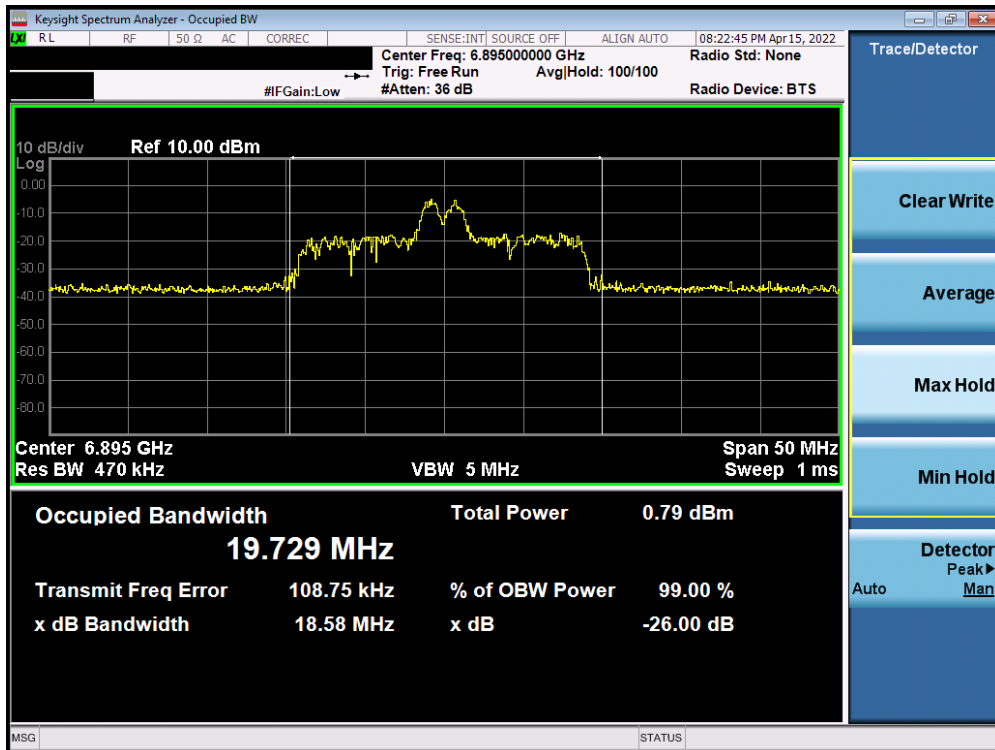 Keysight Spectrum Analyzer - Occupied BW
LXI RL RF 50 Ω AC CORREC SENSE:INT SOURCE OFF ALIGN AUTO 08:22:45 PM Apr 15, 2022
Center Freq: 6.895000000 GHz Radio Std: None
Trig: Free Run Avg|Hold: 100/100
#IFGain:Low #Atten: 36 dB Radio Device: BTS
10 dB/div Ref 10.00 dBm
Log
0.00
-10.0
-20.0
-30.0
-40.0
-50.0
-60.0
-70.0
-80.0
Center 6.895 GHz Span 50 MHz
Res BW 470 kHz VBW 5 MHz Sweep 1 ms
Occupied Bandwidth Total Power 0.79 dBm
19.729 MHz
Transmit Freq Error 108.75 kHz % of OBW Power 99.00 %
x dB Bandwidth 18.58 MHz x dB -26.00 dB
MSG STATUS
Trace/Detector
Clear Write
Average
Max Hold
Min Hold
Detector
Peak▶
Auto Man